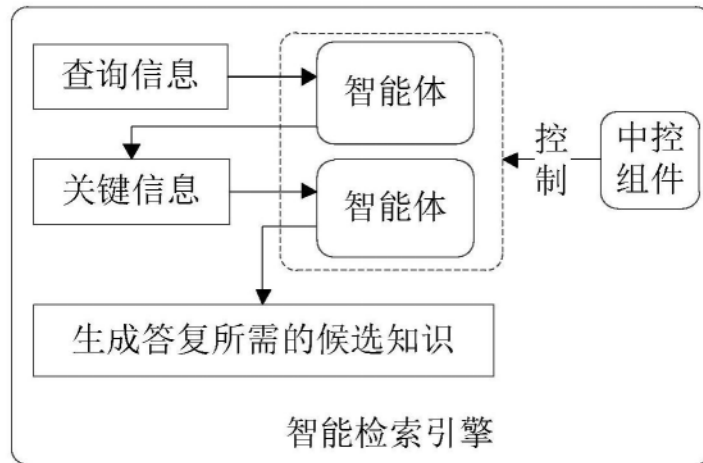 查询信息
智能体
关键信息
智能体
控
制
中控
组件
生成答复所需的候选知识
智能检索引擎